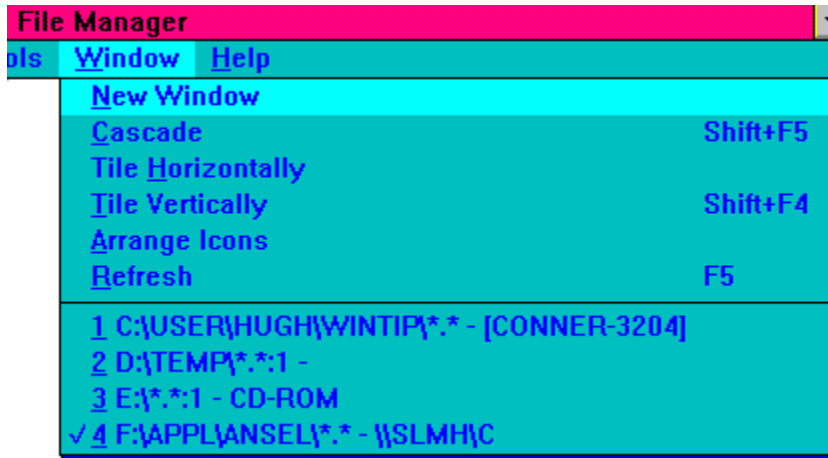 File Manager
ols Window Help
New Window
Cascade Shift+F5
Tile Horizontally
Tile Vertically Shift+F4
Arrange Icons
Refresh F5
1 C:\USER\HUGH\WINTIP\*.* - [CONNER-3204]
2 D:\TEMP\*.*:1 -
3 E:\*.*:1 - CD-ROM
✓ 4 F:\APPL\ANSEL\*.* - \\SLMH\C